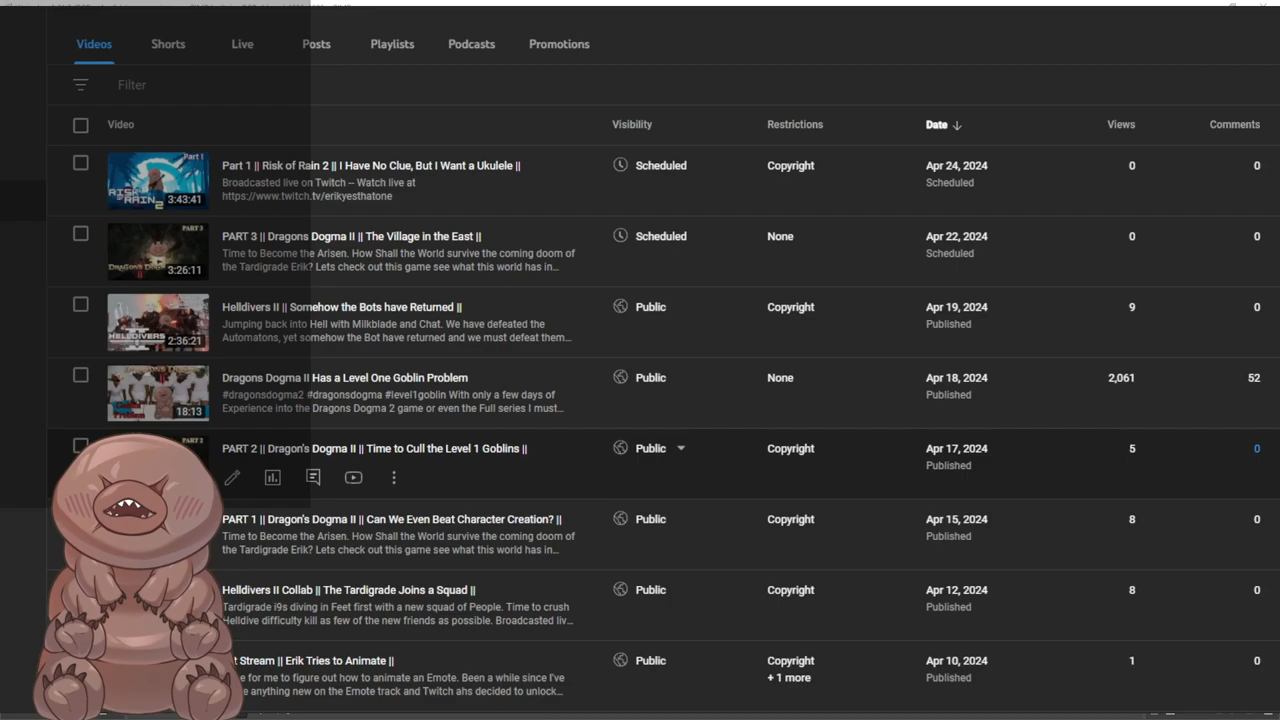 Videos Shorts Live Posts Playlists Podcasts Promotions
Filter
Video Visibility Restrictions Date Views Comments
Part 1
RISK OF RAIN 2
3:43:41
Part 1 || Risk of Rain 2 || I Have No Clue, But I Want a Ukulele ||
Broadcasted live on Twitch -- Watch live at
https://www.twitch.tv/erikyesthatone
Scheduled
Copyright
Apr 24, 2024
Scheduled
0
0
PART 3
3:26:11
PART 3 || Dragons Dogma II || The Village in the East ||
Time to Become the Arisen. How Shall the World survive the coming doom of
the Tardigrade Erik? Lets check out this game see what this world has in...
Scheduled
None
Apr 22, 2024
Scheduled
0
0
HELLDIVERS
2:36:21
Helldivers II || Somehow the Bots have Returned ||
Jumping back into Hell with Milkblade and Chat. We have defeated the
Automatons, yet somehow the Bot have returned and we must defeat them...
Public
Copyright
Apr 19, 2024
Published
9
0
18:13
Dragons Dogma II Has a Level One Goblin Problem
#dragonsdogma2 #dragonsdogma #level1goblin With only a few days of
Experience into the Dragons Dogma 2 game or even the Full series I must...
Public
None
Apr 18, 2024
Published
2,061
52
PART 2
PART 2 || Dragon's Dogma II || Time to Cull the Level 1 Goblins ||
Public
Copyright
Apr 17, 2024
Published
5
0
PART 1 || Dragon's Dogma II || Can We Even Beat Character Creation? ||
Time to Become the Arisen. How Shall the World survive the coming doom of
the Tardigrade Erik? Lets check out this game see what this world has in...
Public
Copyright
Apr 15, 2024
Published
8
0
Helldivers II Collab || The Tardigrade Joins a Squad ||
Tardigrade i9s diving in Feet first with a new squad of People. Time to crush
Helldive difficulty kill as few of the new friends as possible. Broadcasted liv...
Public
Copyright
Apr 12, 2024
Published
8
0
Stream || Erik Tries to Animate ||
for me to figure out how to animate an Emote. Been a while since I've
anything new on the Emote track and Twitch ahs decided to unlock...
Public
Copyright
+ 1 more
Apr 10, 2024
Published
1
0